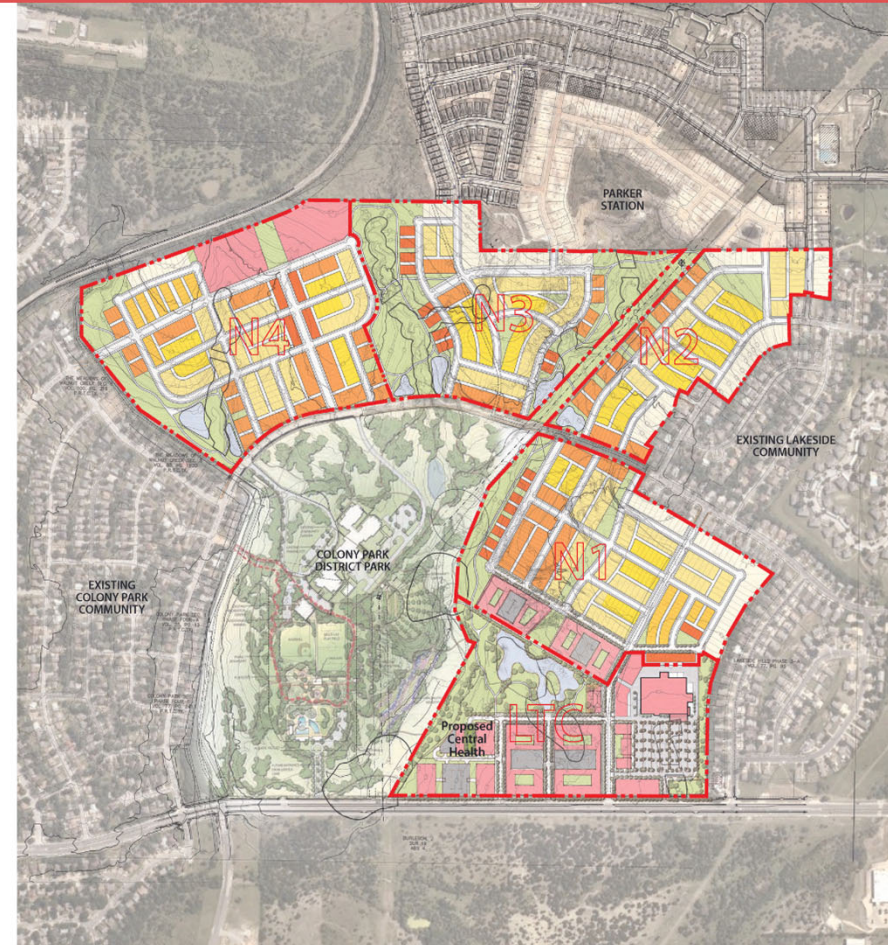 PARKER
STATION
N4
N3
N2
EXISTING LAKESIDE
COMMUNITY
COLONY PARK
DISTRICT PARK
N1
EXISTING
COLONY PARK
COMMUNITY
LTC
Proposed
Central
Health